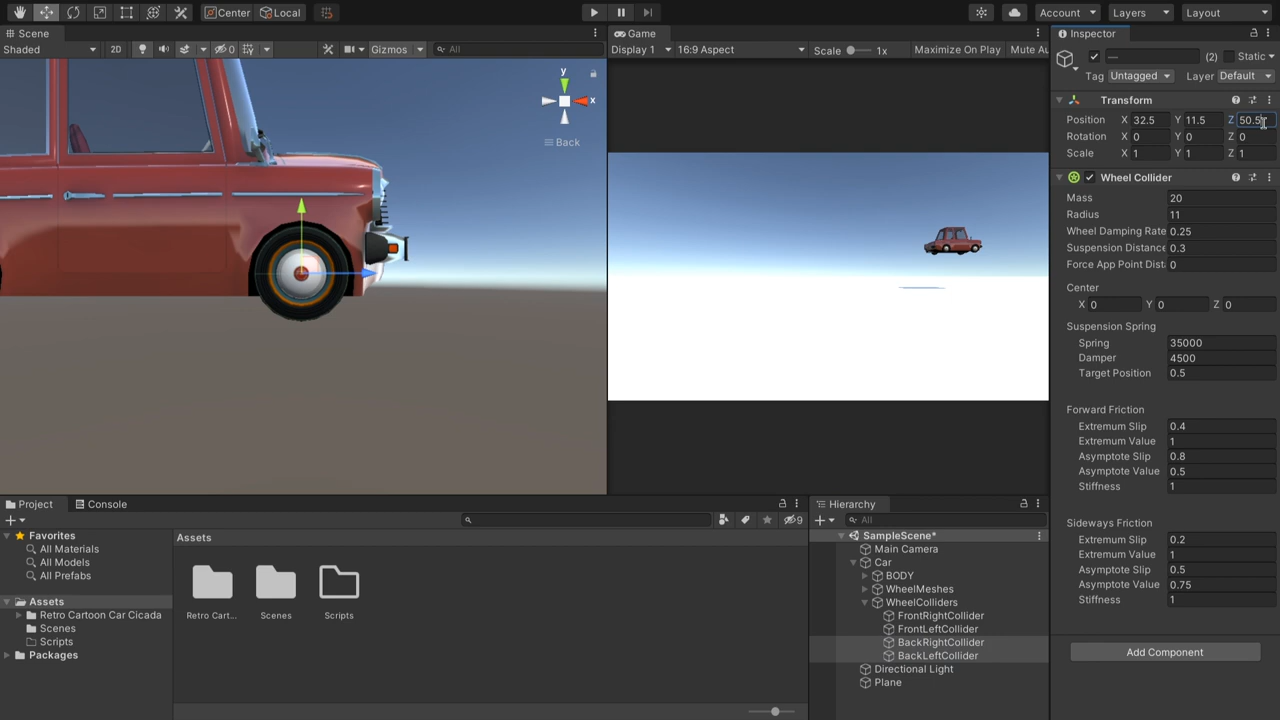 Center Local Account Layers Layout
Scene Game Inspector
Shaded 2D 0 Gizmos All Display 1 16:9 Aspect Scale 1x Maximize On Play Mute Au
— (2) Static
Tag Untagged Layer Default
y x
Back
Transform
Position X 32.5 Y 11.5 Z 50.5
Rotation X 0 Y 0 Z 0
Scale X 1 Y 1 Z 1
Wheel Collider
Mass 20
Radius 11
Wheel Damping Rate 0.25
Suspension Distance 0.3
Force App Point Dist 0
Center
X 0 Y 0 Z 0
Suspension Spring
Spring 35000
Damper 4500
Target Position 0.5
Forward Friction
Extremum Slip 0.4
Extremum Value 1
Asymptote Slip 0.8
Asymptote Value 0.5
Stiffness 1
Sideways Friction
Extremum Slip 0.2
Extremum Value 1
Asymptote Slip 0.5
Asymptote Value 0.75
Stiffness 1
Add Component
Project Console
9
Favorites
All Materials
All Models
All Prefabs
Assets
Retro Cartoon Car Cicada
Scenes
Scripts
Packages
Assets
Retro Cart... Scenes Scripts
Hierarchy
All
SampleScene*
Main Camera
Car
BODY
WheelMeshes
WheelColliders
FrontRightCollider
FrontLeftCollider
BackRightCollider
BackLeftCollider
Directional Light
Plane